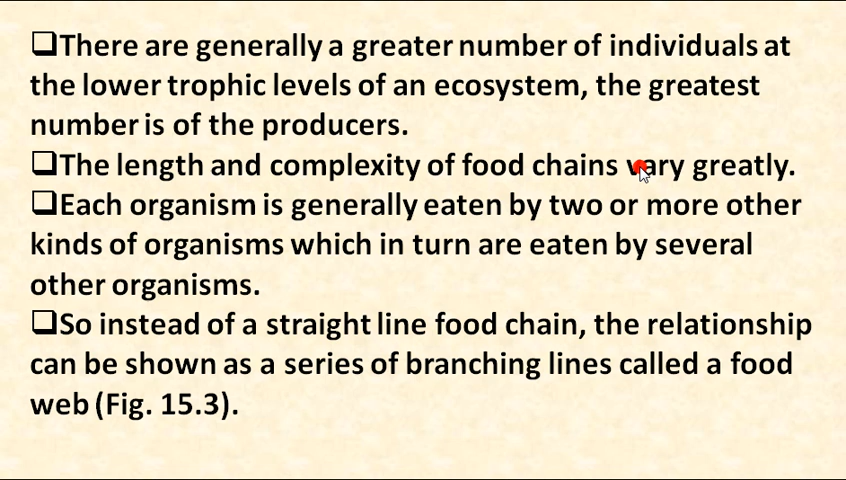 ❑There are generally a greater number of individuals at
the lower trophic levels of an ecosystem, the greatest
number is of the producers.
❑The length and complexity of food chains vary greatly.
❑Each organism is generally eaten by two or more other
kinds of organisms which in turn are eaten by several
other organisms.
❑So instead of a straight line food chain, the relationship
can be shown as a series of branching lines called a food
web (Fig. 15.3).